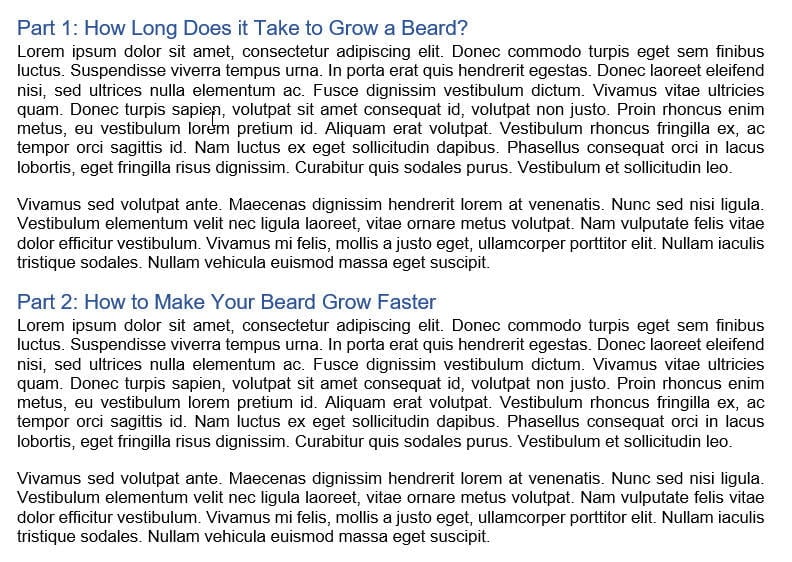 Part 1: How Long Does it Take to Grow a Beard?
Lorem ipsum dolor sit amet, consectetur adipiscing elit. Donec commodo turpis eget sem finibus
luctus. Suspendisse viverra tempus urna. In porta erat quis hendrerit egestas. Donec laoreet eleifend
nisi, sed ultrices nulla elementum ac. Fusce dignissim vestibulum dictum. Vivamus vitae ultricies
quam. Donec turpis sapien, volutpat sit amet consequat id, volutpat non justo. Proin rhoncus enim
metus, eu vestibulum lorem pretium id. Aliquam erat volutpat. Vestibulum rhoncus fringilla ex, ac
tempor orci sagittis id. Nam luctus ex eget sollicitudin dapibus. Phasellus consequat orci in lacus
lobortis, eget fringilla risus dignissim. Curabitur quis sodales purus. Vestibulum et sollicitudin leo.
Vivamus sed volutpat ante. Maecenas dignissim hendrerit lorem at venenatis. Nunc sed nisi ligula.
Vestibulum elementum velit nec ligula laoreet, vitae ornare metus volutpat. Nam vulputate felis vitae
dolor efficitur vestibulum. Vivamus mi felis, mollis a justo eget, ullamcorper porttitor elit. Nullam iaculis
tristique sodales. Nullam vehicula euismod massa eget suscipit.
Part 2: How to Make Your Beard Grow Faster
Lorem ipsum dolor sit amet, consectetur adipiscing elit. Donec commodo turpis eget sem finibus
luctus. Suspendisse viverra tempus urna. In porta erat quis hendrerit egestas. Donec laoreet eleifend
nisi, sed ultrices nulla elementum ac. Fusce dignissim vestibulum dictum. Vivamus vitae ultricies
quam. Donec turpis sapien, volutpat sit amet consequat id, volutpat non justo. Proin rhoncus enim
metus, eu vestibulum lorem pretium id. Aliquam erat volutpat. Vestibulum rhoncus fringilla ex, ac
tempor orci sagittis id. Nam luctus ex eget sollicitudin dapibus. Phasellus consequat orci in lacus
lobortis, eget fringilla risus dignissim. Curabitur quis sodales purus. Vestibulum et sollicitudin leo.
Vivamus sed volutpat ante. Maecenas dignissim hendrerit lorem at venenatis. Nunc sed nisi ligula.
Vestibulum elementum velit nec ligula laoreet, vitae ornare metus volutpat. Nam vulputate felis vitae
dolor efficitur vestibulum. Vivamus mi felis, mollis a justo eget, ullamcorper porttitor elit. Nullam iaculis
tristique sodales. Nullam vehicula euismod massa eget suscipit.